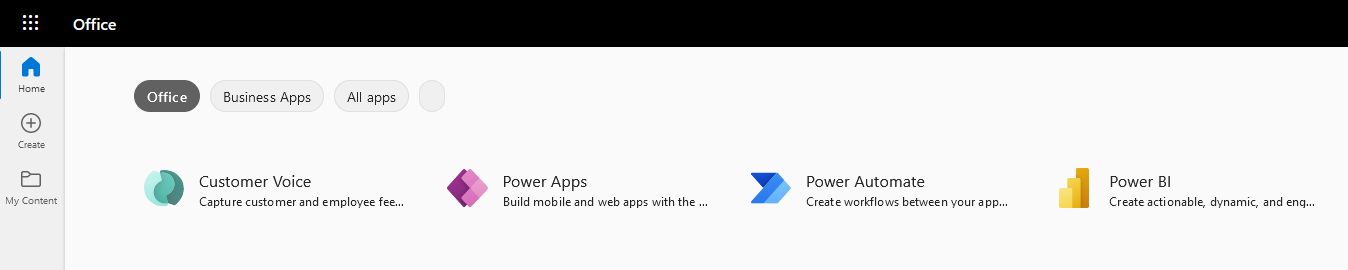 Office
Home
Create
My Content
Office
Business Apps
All apps
Customer Voice
Capture customer and employee fee...
Power Apps
Build mobile and web apps with the ...
Power Automate
Create workflows between your app...
Power BI
Create actionable, dynamic, and eng...